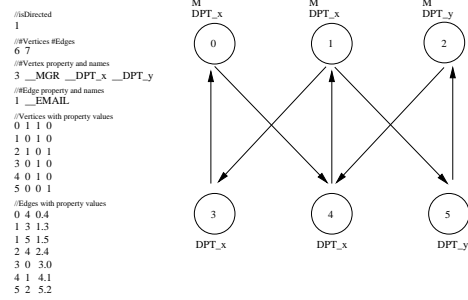 //isDirected
1
//#Vertices #Edges
6 7
//#Vertex property and names
3 __MGR __DPT_x __DPT_y
//#Edge property and names
1 __EMAIL
//Vertices with property values
0 1 1 0
1 0 1 0
2 1 0 1
3 0 1 0
4 0 1 0
5 0 0 1
//Edges with property values
0 4 0.4
1 3 1.3
1 5 1.5
2 4 2.4
3 0 3.0
4 1 4.1
5 2 5.2
M M M
DPT_x DPT_x DPT_y
0 1 2
3 4 5
DPT_x DPT_x DPT_y